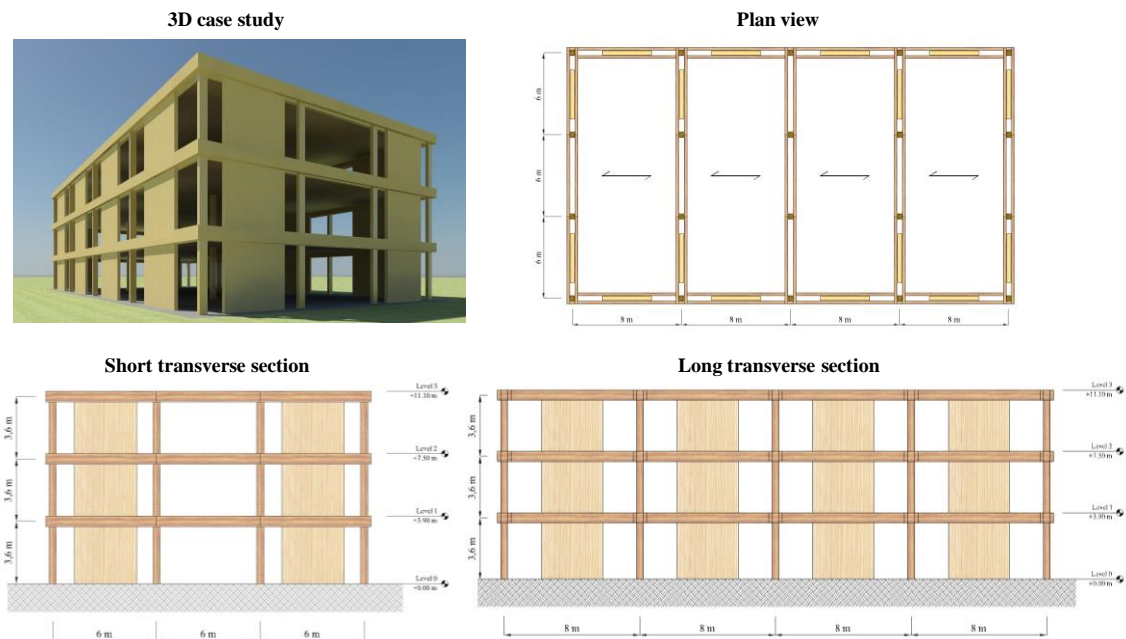 3D case study
Plan view
6 m
6 m
6 m
8 m
8 m
8 m
8 m
Short transverse section
Long transverse section
Level 3
+11.10 m
Level 2
+7.50 m
Level 1
+3.90 m
Level 0
+0.00 m
3,6 m
3,6 m
3,6 m
6 m
6 m
6 m
Level 3
+11.10 m
Level 2
+7.50 m
Level 1
+3.90 m
Level 0
+0.00 m
3,6 m
3,6 m
3,6 m
8 m
8 m
8 m
8 m